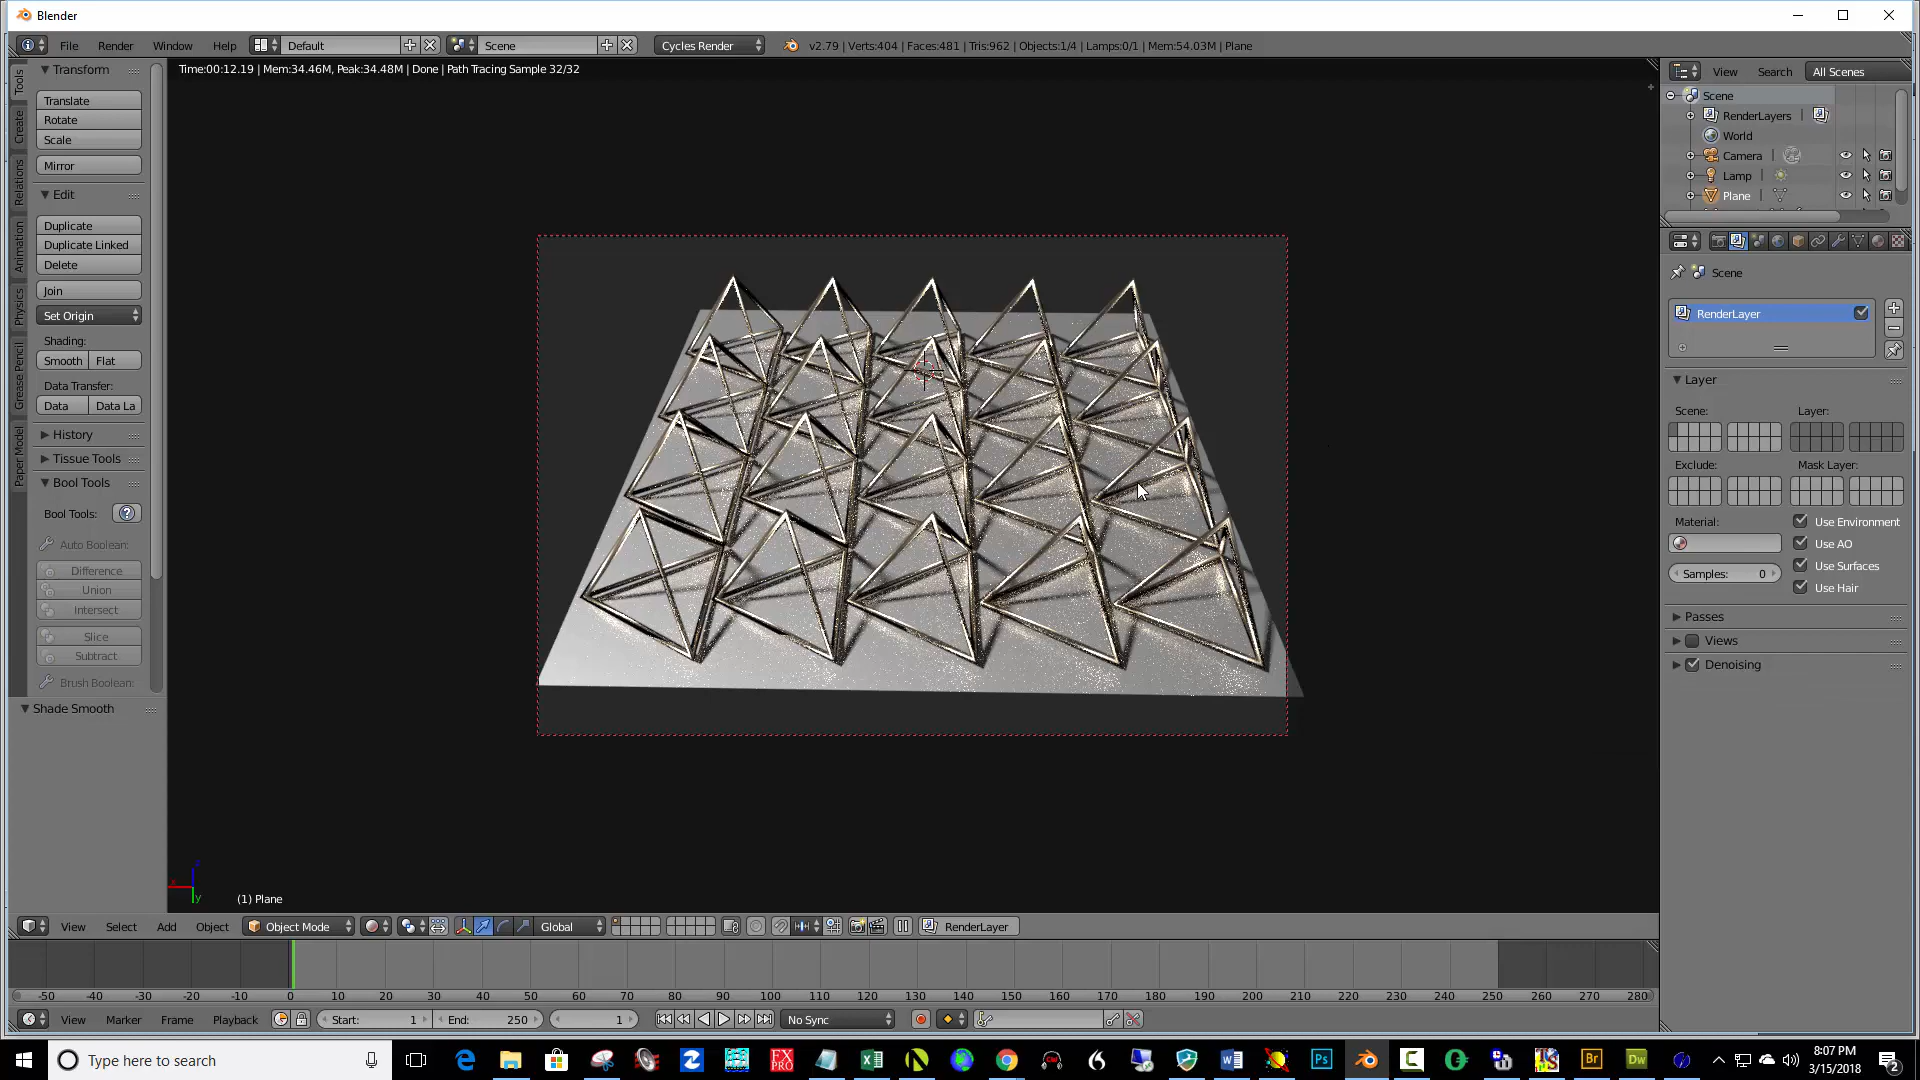 Blender
File Render Window Help Default Scene Cycles Render v2.79 | Verts:404 | Faces:481 | Tris:962 | Objects:1/4 | Lamps:0/1 | Mem:54.03M | Plane
Time:00:12.19 | Mem:34.46M, Peak:34.48M | Done | Path Tracing Sample 32/32
Tools
Create
Relations
Animation
Physics
Grease Pencil
Paper Model
Transform
Translate
Rotate
Scale
Mirror
Edit
Duplicate
Duplicate Linked
Delete
Join
Set Origin
Shading:
Smooth Flat
Data Transfer:
Data Data La
History
Tissue Tools
Bool Tools
Bool Tools:
Auto Boolean:
Difference
Union
Intersect
Slice
Subtract
Brush Boolean:
Shade Smooth
x
z
y
(1) Plane
View Search All Scenes
Scene
RenderLayers
World
Camera
Lamp
Plane
Scene
RenderLayer
Layer
Scene: Layer:
Exclude: Mask Layer:
Material: Use Environment
Use AO
Samples: 0 Use Surfaces
Use Hair
Passes
Views
Denoising
View Select Add Object Object Mode Global RenderLayer
-50 -40 -30 -20 -10 0 10 20 30 40 50 60 70 80 90 100 110 120 130 140 150 160 170 180 190 200 210 220 230 240 250 260 270 280
View Marker Frame Playback Start: 1 End: 250 1 No Sync
Type here to search
8:07 PM
3/15/2018
2